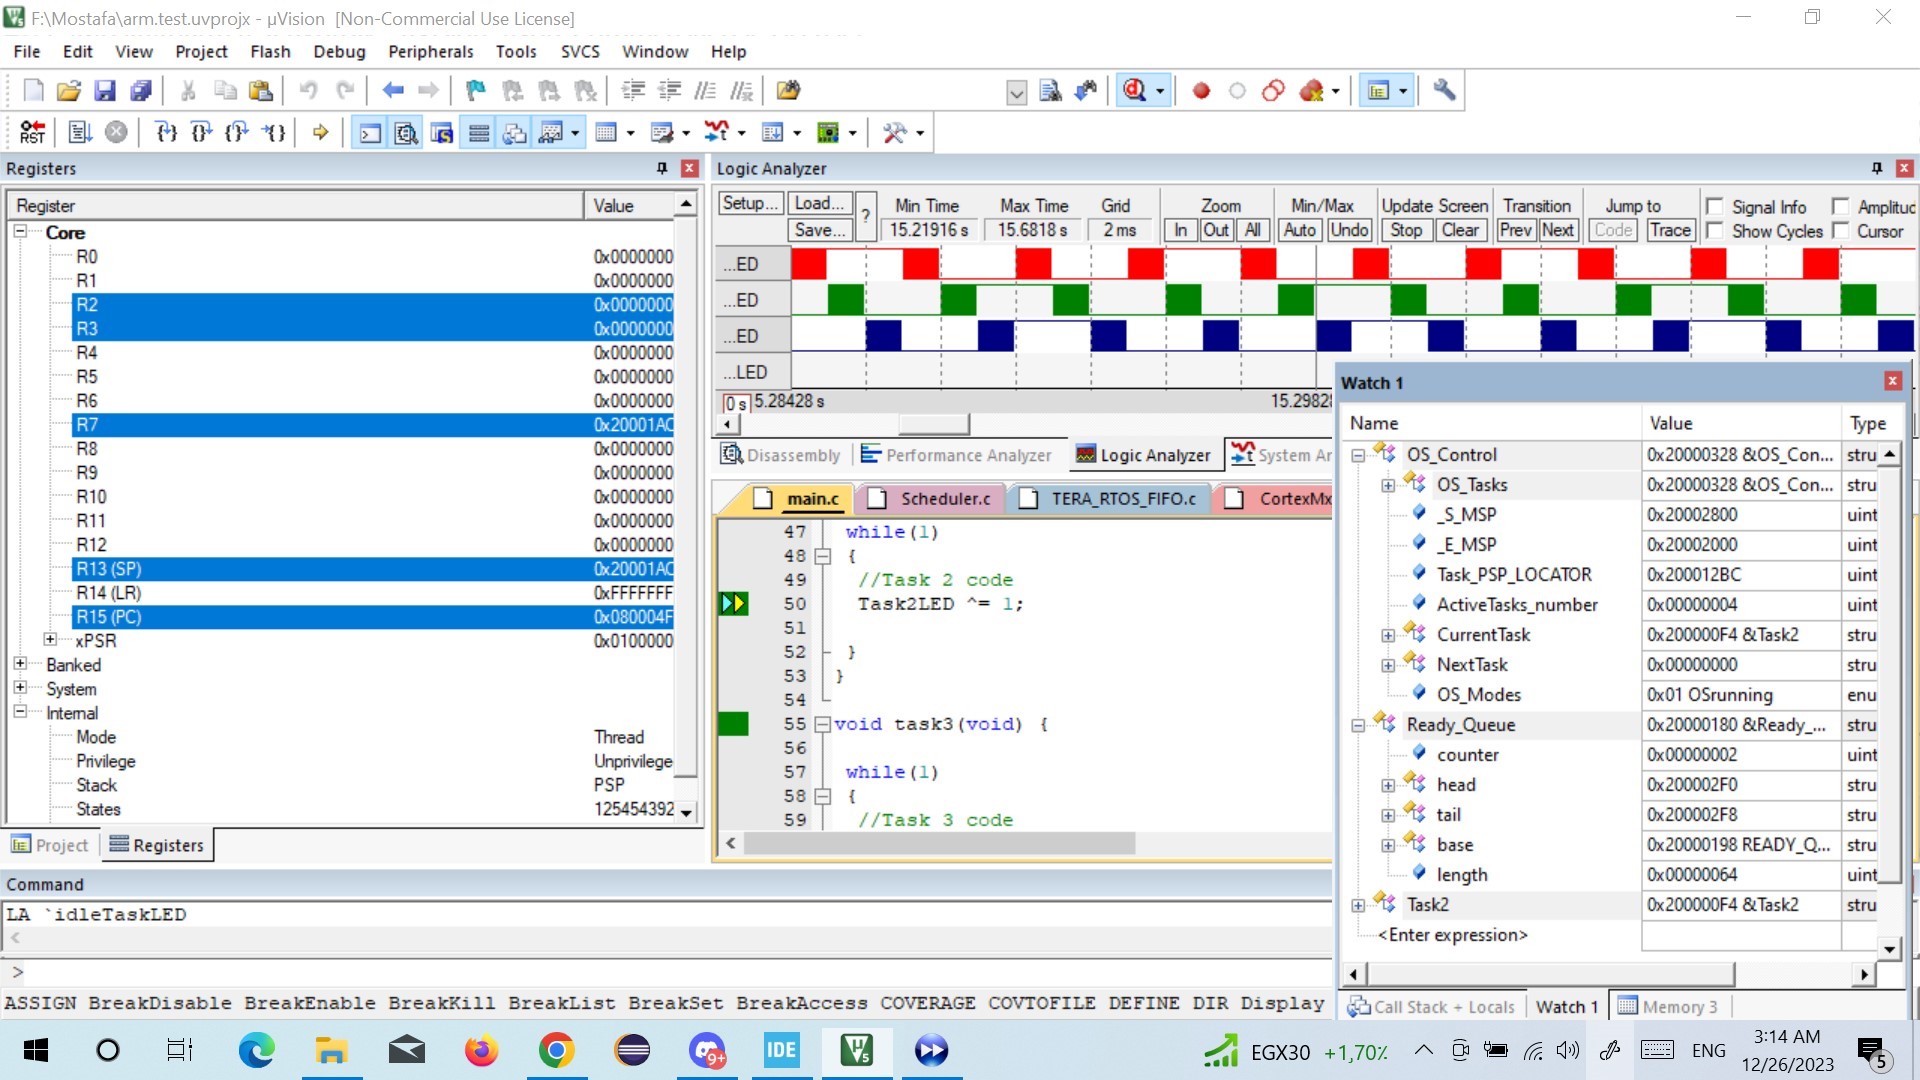 F:\Mostafa\arm.test.uvprojx - µVision [Non-Commercial Use License]
File Edit View Project Flash Debug Peripherals Tools SVCS Window Help
RST
Registers
Register Value
Core
R0 0x0000000
R1 0x0000000
R2 0x0000000
R3 0x0000000
R4 0x0000000
R5 0x0000000
R6 0x0000000
R7 0x20001AC
R8 0x0000000
R9 0x0000000
R10 0x0000000
R11 0x0000000
R12 0x0000000
R13 (SP) 0x20001AC
R14 (LR) 0xFFFFFFF
R15 (PC) 0x080004F
xPSR 0x0100000
Banked
System
Internal
Mode Thread
Privilege Unprivilege
Stack PSP
States 125454392
Project Registers
Logic Analyzer
Setup... Load... ? Min Time Max Time Grid Zoom Min/Max Update Screen Transition Jump to Signal Info Amplitud
Save... 15.21916 s 15.6818 s 2 ms In Out All Auto Undo Stop Clear Prev Next Code Trace Show Cycles Cursor
...ED
...ED
...ED
...LED
0 s 5.28428 s 15.2982
Disassembly Performance Analyzer Logic Analyzer System Ar
main.c Scheduler.c TERA_RTOS_FIFO.c CortexMx
47 while(1)
48 {
49 //Task 2 code
50 Task2LED ^= 1;
51
52 }
53 }
54
55 void task3(void) {
56
57 while(1)
58 {
59 //Task 3 code
Watch 1
Name Value Type
OS_Control 0x20000328 &OS_Con... stru
OS_Tasks 0x20000328 &OS_Con... stru
_S_MSP 0x20002800 uint
_E_MSP 0x20002000 uint
Task_PSP_LOCATOR 0x200012BC uint
ActiveTasks_number 0x00000004 uint
CurrentTask 0x200000F4 &Task2 stru
NextTask 0x00000000 stru
OS_Modes 0x01 OSrunning enu
Ready_Queue 0x20000180 &Ready_... stru
counter 0x00000002 uint
head 0x200002F0 stru
tail 0x200002F8 stru
base 0x20000198 READY_Q... stru
length 0x00000064 uint
Task2 0x200000F4 &Task2 stru
<Enter expression>
Call Stack + Locals Watch 1 Memory 3
Command
LA `idleTaskLED
>
ASSIGN BreakDisable BreakEnable BreakKill BreakList BreakSet BreakAccess COVERAGE COVTOFILE DEFINE DIR Display
9+ IDE EGX30 +1,70% ENG 3:14 AM
12/26/2023 5